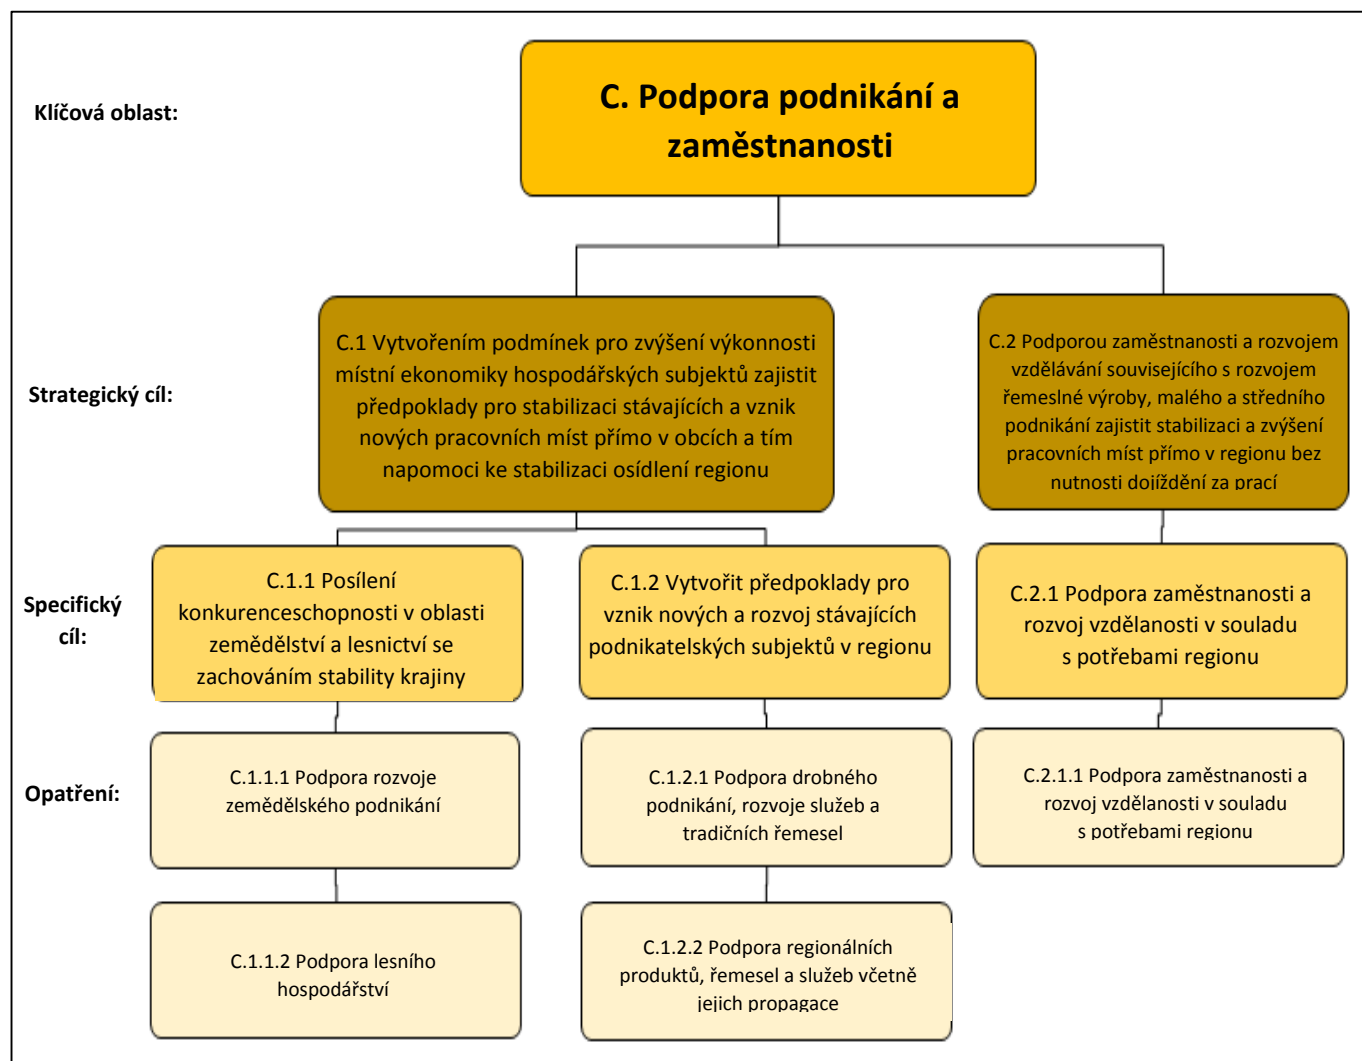 Klíčová oblast:
C. Podpora podnikání a
zaměstnanosti
Strategický cíl:
C.1 Vytvořením podmínek pro zvýšení výkonnosti
místní ekonomiky hospodářských subjektů zajistit
předpoklady pro stabilizaci stávajících a vznik
nových pracovních míst přímo v obcích a tím
napomoci ke stabilizaci osídlení regionu
C.2 Podporou zaměstnanosti a rozvojem
vzdělávání souvisejícího s rozvojem
řemeslné výroby, malého a středního
podnikání zajistit stabilizaci a zvýšení
pracovních míst přímo v regionu bez
nutnosti dojíždění za prací
Specifický
cíl:
C.1.1 Posílení
konkurenceschopnosti v oblasti
zemědělství a lesnictví se
zachováním stability krajiny
C.1.2 Vytvořit předpoklady pro
vznik nových a rozvoj stávajících
podnikatelských subjektů v regionu
C.2.1 Podpora zaměstnanosti a
rozvoj vzdělanosti v souladu
s potřebami regionu
Opatření:
C.1.1.1 Podpora rozvoje
zemědělského podnikání
C.1.2.1 Podpora drobného
podnikání, rozvoje služeb a
tradičních řemesel
C.2.1.1 Podpora zaměstnanosti a
rozvoj vzdělanosti v souladu
s potřebami regionu
C.1.1.2 Podpora lesního
hospodářství
C.1.2.2 Podpora regionálních
produktů, řemesel a služeb včetně
jejich propagace